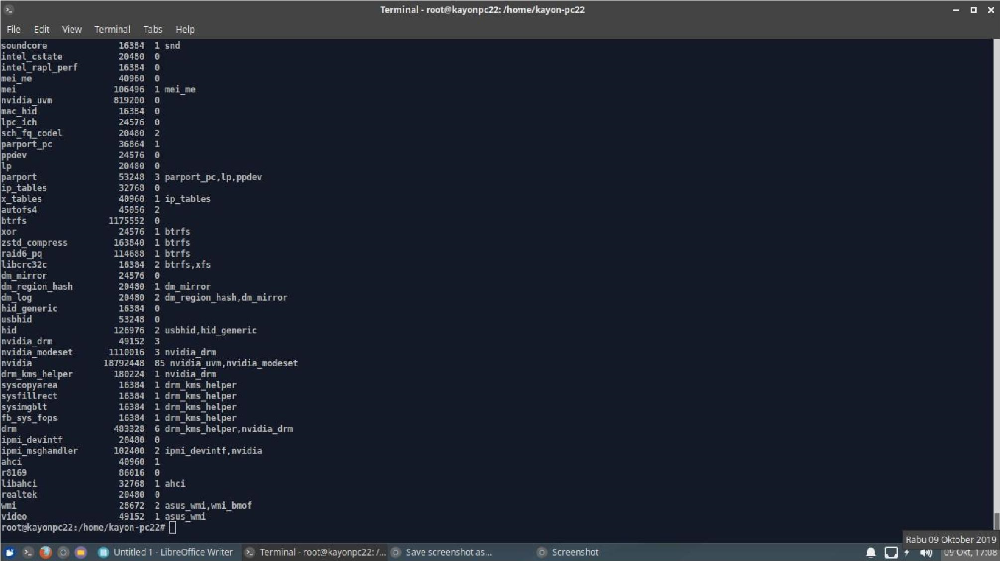 Terminal - root@kayonpc22: /home/kayon-pc22
File Edit View Terminal Tabs Help
soundcore 16384 1 snd
intel_cstate 20480 0
intel_rapl_perf 16384 0
mei_me 40960 0
mei 106496 1 mei_me
nvidia_uvm 819200 0
mac_hid 16384 0
lpc_ich 24576 0
sch_fq_codel 20480 2
parport_pc 36864 1
ppdev 24576 0
lp 20480 0
parport 53248 3 parport_pc,lp,ppdev
ip_tables 32768 0
x_tables 40960 1 ip_tables
autofs4 45056 2
btrfs 1175552 0
xor 24576 1 btrfs
zstd_compress 163840 1 btrfs
raid6_pq 114688 1 btrfs
libcrc32c 16384 2 btrfs,xfs
dm_mirror 24576 0
dm_region_hash 20480 1 dm_mirror
dm_log 20480 2 dm_region_hash,dm_mirror
hid_generic 16384 0
usbhid 53248 0
hid 126976 2 usbhid,hid_generic
nvidia_drm 49152 3
nvidia_modeset 1110016 3 nvidia_drm
nvidia 18792448 85 nvidia_uvm,nvidia_modeset
drm_kms_helper 180224 1 nvidia_drm
syscopyarea 16384 1 drm_kms_helper
sysfillrect 16384 1 drm_kms_helper
sysimgblt 16384 1 drm_kms_helper
fb_sys_fops 16384 1 drm_kms_helper
drm 483328 6 drm_kms_helper,nvidia_drm
ipmi_devintf 20480 0
ipmi_msghandler 102400 2 ipmi_devintf,nvidia
ahci 40960 1
r8169 86016 0
libahci 32768 1 ahci
realtek 20480 0
wmi 28672 2 asus_wmi,wmi_bmof
video 49152 1 asus_wmi
root@kayonpc22:/home/kayon-pc22#
Rabu 09 Oktober 2019
Untitled 1 - LibreOffice Writer Terminal - root@kayonpc22: /... Save screenshot as... Screenshot 09 Okt, 17:08